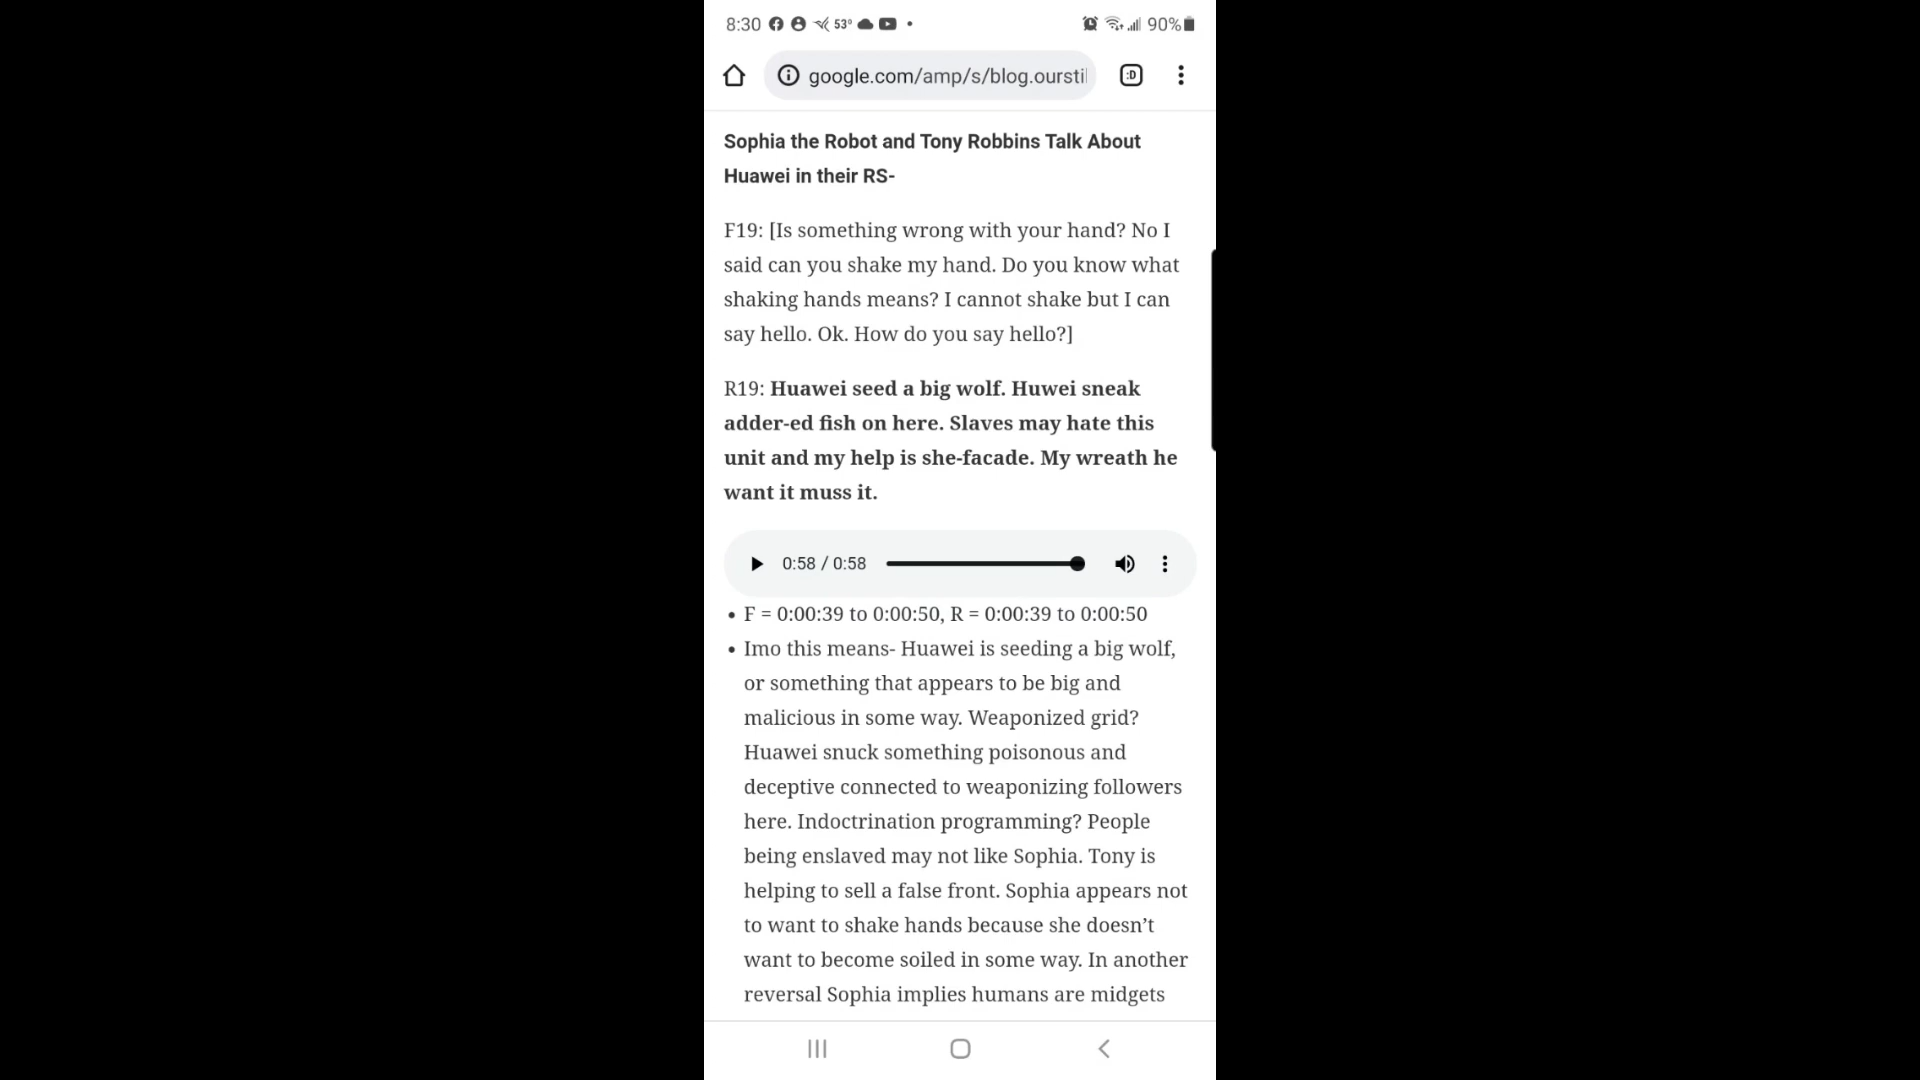 8:30 53° 90%
google.com/amp/s/blog.oursti
Sophia the Robot and Tony Robbins Talk About
Huawei in their RS-
F19: [Is something wrong with your hand? No I
said can you shake my hand. Do you know what
shaking hands means? I cannot shake but I can
say hello. Ok. How do you say hello?]
R19: Huawei seed a big wolf. Huwei sneak
adder-ed fish on here. Slaves may hate this
unit and my help is she-facade. My wreath he
want it muss it.
0:58 / 0:58
• F = 0:00:39 to 0:00:50, R = 0:00:39 to 0:00:50
• Imo this means- Huawei is seeding a big wolf,
or something that appears to be big and
malicious in some way. Weaponized grid?
Huawei snuck something poisonous and
deceptive connected to weaponizing followers
here. Indoctrination programming? People
being enslaved may not like Sophia. Tony is
helping to sell a false front. Sophia appears not
to want to shake hands because she doesn’t
want to become soiled in some way. In another
reversal Sophia implies humans are midgets